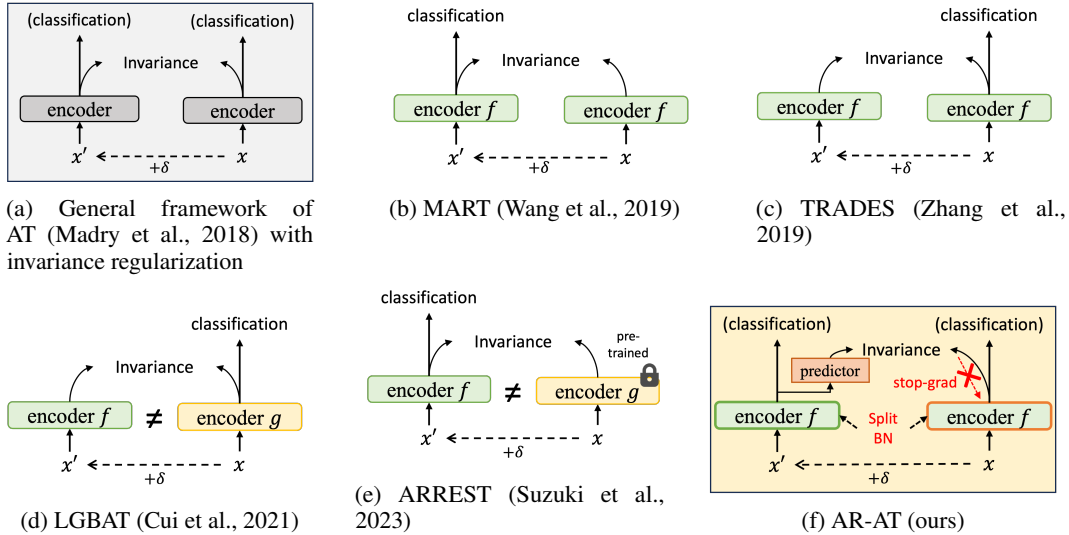 (classification) (classification)
Invariance
encoder encoder
x′ x
+δ
(a) General framework of
AT (Madry et al., 2018) with
invariance regularization
classification
Invariance
encoder f encoder f
x′ x
+δ
(b) MART (Wang et al., 2019)
classification
Invariance
encoder f encoder f
x′ x
+δ
(c) TRADES (Zhang et al.,
2019)
classification
Invariance
encoder f ≠ encoder g
x′ x
+δ
(d) LGBAT (Cui et al., 2021)
classification
pre-
trained
Invariance
encoder f ≠ encoder g
x′ x
+δ
(e) ARREST (Suzuki et al.,
2023)
(classification) (classification)
Invariance
predictor
stop-grad
encoder f Split encoder f
BN
x′ x
+δ
(f) AR-AT (ours)